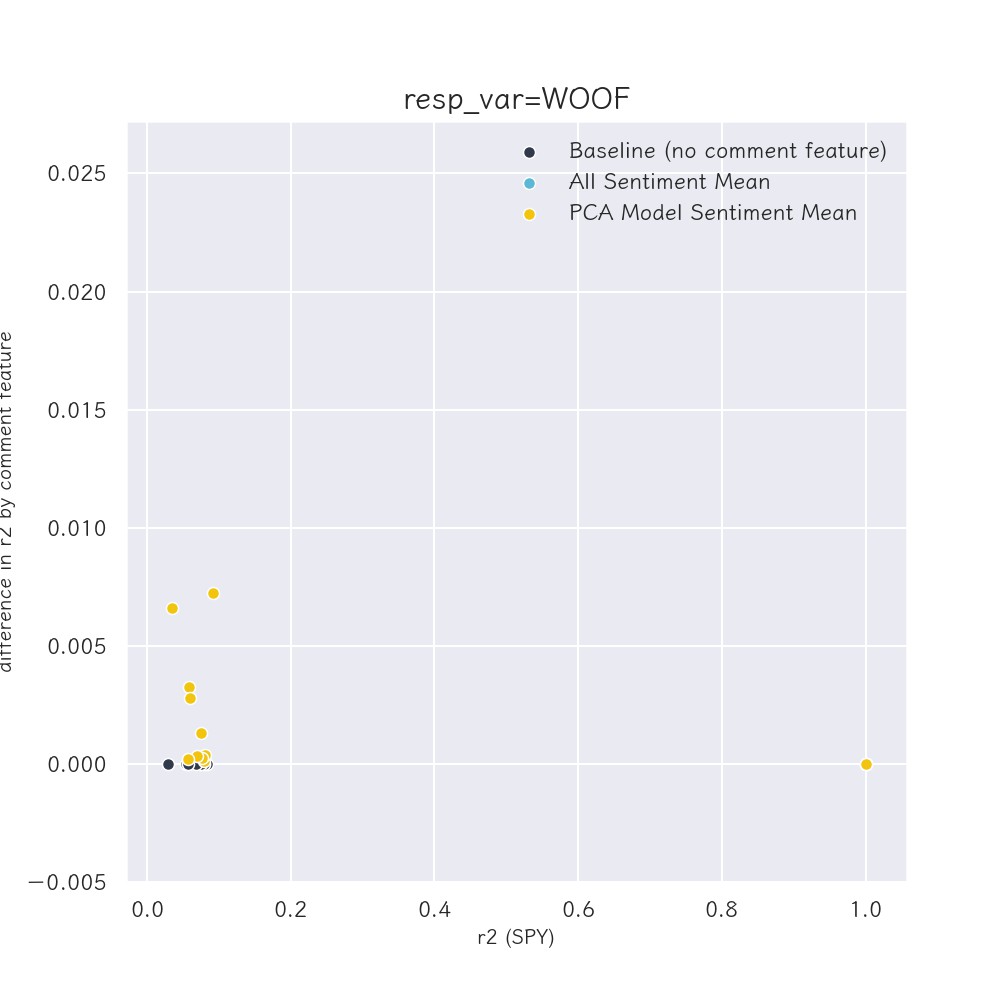 resp_var=WOOF
Baseline (no comment feature)
All Sentiment Mean
PCA Model Sentiment Mean
0.025
0.020
0.015
0.010
0.005
0.000
−0.005
difference in r2 by comment feature
0.0 0.2 0.4 0.6 0.8 1.0
r2 (SPY)